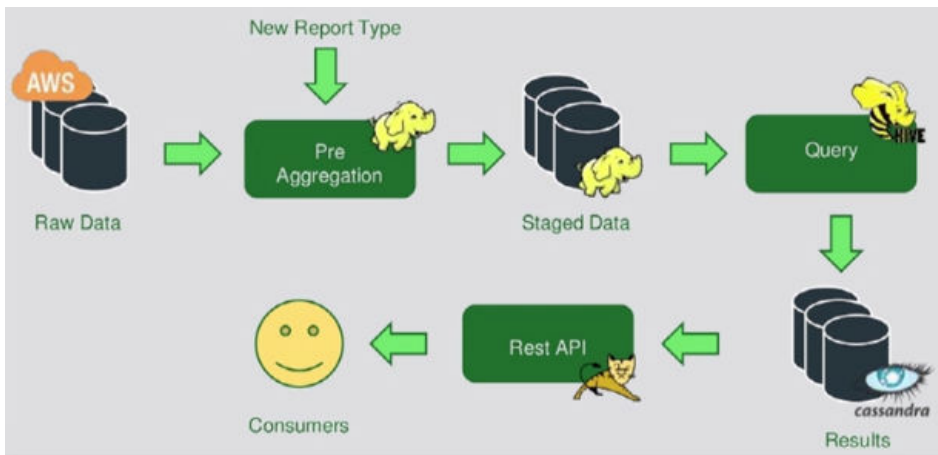 New Report Type
AWS
Pre
Aggregation
HIVE
Query
Raw Data
Staged Data
Rest API
cassandra
Consumers
Results